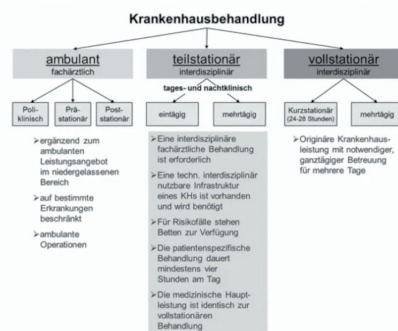 Krankenhausbehandlung
ambulant
fachärztlich
teilstationär
interdisziplinär
vollstationär
interdisziplinär
tages- und nachtklinisch
Poli-
klinisch
Prä-
stationär
Post-
stationär
eintägig
mehrtägig
Kurzstationär
(24-28 Stunden)
mehrtägig
➢ergänzend zum
ambulanten
Leistungsangebot
im niedergelassenen
Bereich
➢auf bestimmte
Erkrankungen
beschränkt
➢ambulante
Operationen
➢Eine interdisziplinäre
fachärztliche Behandlung
ist erforderlich
➢Eine techn. interdisziplinär
nutzbare Infrastruktur
eines KHs ist vorhanden
und wird benötigt
➢Für Risikofälle stehen
Betten zur Verfügung
➢Die patientenspezifische
Behandlung dauert
mindestens vier
Stunden am Tag
➢Die medizinische Haupt-
leistung ist identisch zur
vollstationären
Behandlung
➢Originäre Krankenhaus-
leistung mit notwendiger,
ganztägiger Betreuung
für mehrere Tage